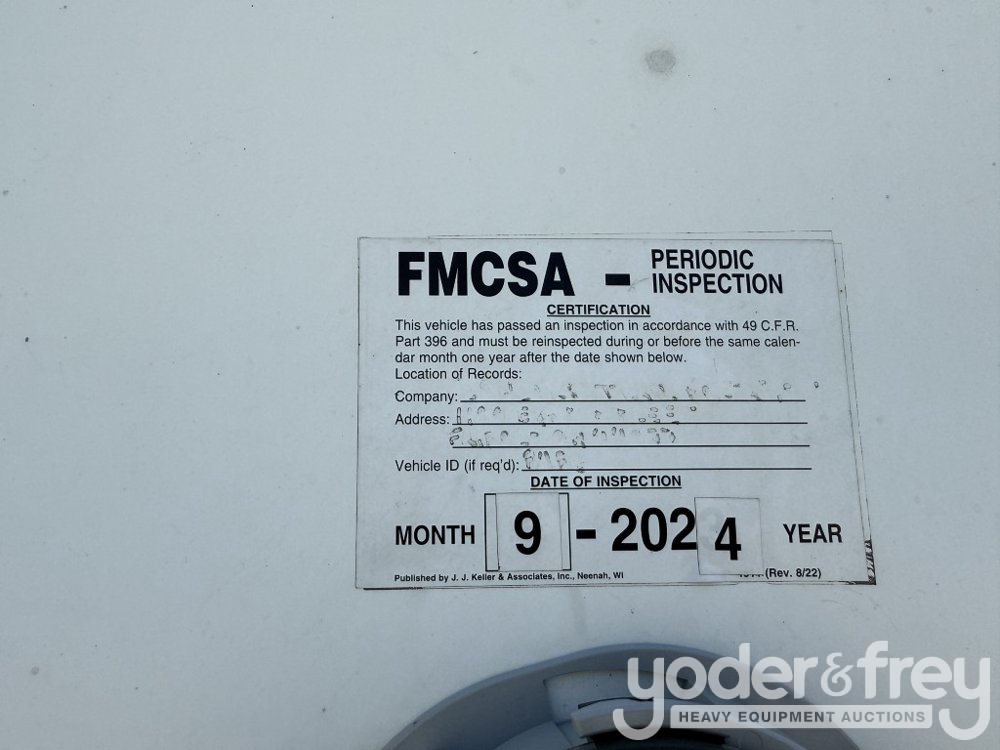 FMCSA - PERIODIC INSPECTION
CERTIFICATION
This vehicle has passed an inspection in accordance with 49 C.F.R.
Part 396 and must be reinspected during or before the same calen-
dar month one year after the date shown below.
Location of Records:
Company:
Address:
Vehicle ID (if req'd):
DATE OF INSPECTION
MONTH 9 - 2024 YEAR
Published by J. J. Keller & Associates, Inc., Neenah, WI (Rev. 8/22)
yoder&frey
HEAVY EQUIPMENT AUCTIONS